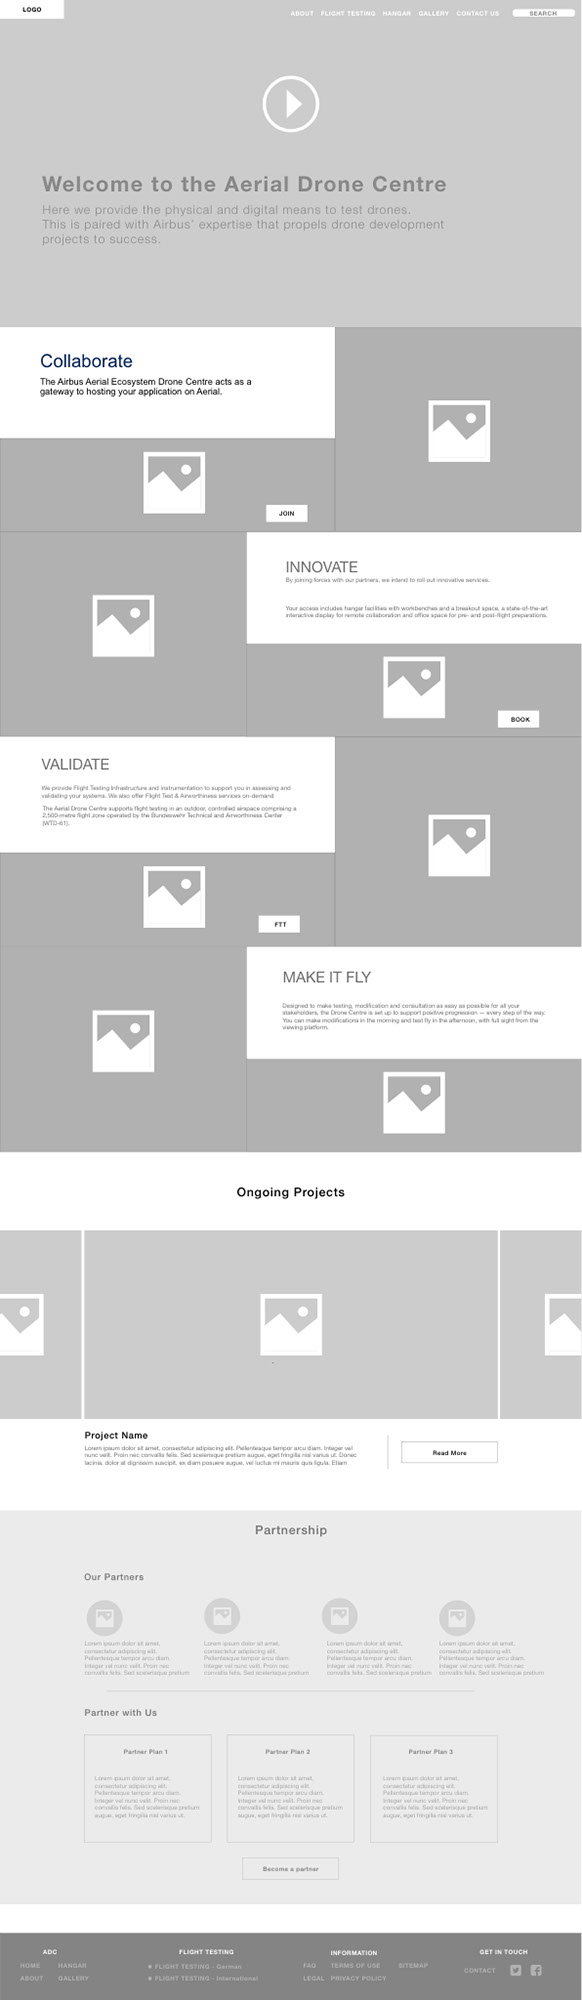 LOGO
ABOUT FLIGHT TESTING HANGAR GALLERY CONTACT US SEARCH
Welcome to the Aerial Drone Centre
Here we provide the physical and digital means to test drones.
This is paired with Airbus' expertise that propels drone development
projects to success.
Collaborate
The Airbus Aerial Ecosystem Drone Centre acts as a
gateway to hosting your application on Aerial.
JOIN
INNOVATE
By joining forces with our partners, we intend to roll out innovative services.
Your access includes hangar facilities with workbenches and a breakout space, a state-of-the-art
interactive display for remote collaboration and office space for pre- and post-flight preparations.
BOOK
VALIDATE
We provide Flight Testing Infrastructure and instrumentation to support you in assessing and
validating your systems. We also offer Flight Test & Airworthiness services on-demand
The Aerial Drone Centre supports flight testing in an outdoor, controlled airspace comprising a
2,500-metre flight zone operated by the Bundeswehr Technical and Airworthiness Center
(WTD-61).
FTT
MAKE IT FLY
Designed to make testing, modification and consultation as easy as possible for all your
stakeholders, the Drone Centre is set up to support positive progression — every step of the way.
You can make modifications in the morning and test fly in the afternoon, with full sight from the
viewing platform.
Ongoing Projects
Project Name
Lorem ipsum dolor sit amet, consectetur adipiscing elit. Pellentesque tempor arcu diam. Integer vel
nunc velit. Proin nec convallis felis. Sed scelerisque pretium augue, eget fringilla nisl varius ut. Donec
lacinia, dolor at dignissim suscipit, ex diam posuere augue, vel luctus mi mauris quis ligula. Etiam
Read More
Partnership
Our Partners
Lorem ipsum dolor sit amet,
consectetur adipiscing elit.
Pellentesque tempor arcu diam.
Integer vel nunc velit. Proin nec
convallis felis. Sed scelerisque pretium
Lorem ipsum dolor sit amet,
consectetur adipiscing elit.
Pellentesque tempor arcu diam.
Integer vel nunc velit. Proin nec
convallis felis. Sed scelerisque pretium
Lorem ipsum dolor sit amet,
consectetur adipiscing elit.
Pellentesque tempor arcu diam.
Integer vel nunc velit. Proin nec
convallis felis. Sed scelerisque pretium
Lorem ipsum dolor sit amet,
consectetur adipiscing elit.
Pellentesque tempor arcu diam.
Integer vel nunc velit. Proin nec
convallis felis. Sed scelerisque pretium
Partner with Us
Partner Plan 1
Lorem ipsum dolor sit amet,
consectetur adipiscing elit.
Pellentesque tempor arcu diam.
Integer vel nunc velit. Proin nec
convallis felis. Sed scelerisque pretium
augue, eget fringilla nisl varius ut.
Partner Plan 2
Lorem ipsum dolor sit amet,
consectetur adipiscing elit.
Pellentesque tempor arcu diam.
Integer vel nunc velit. Proin nec
convallis felis. Sed scelerisque pretium
augue, eget fringilla nisl varius ut.
Partner Plan 3
Lorem ipsum dolor sit amet,
consectetur adipiscing elit.
Pellentesque tempor arcu diam.
Integer vel nunc velit. Proin nec
convallis felis. Sed scelerisque pretium
augue, eget fringilla nisl varius ut.
Become a partner
ADC
HOME HANGAR
ABOUT GALLERY
FLIGHT TESTING
FLIGHT TESTING - German
FLIGHT TESTING - International
INFORMATION
FAQ TERMS OF USE SITEMAP
LEGAL PRIVACY POLICY
GET IN TOUCH
CONTACT